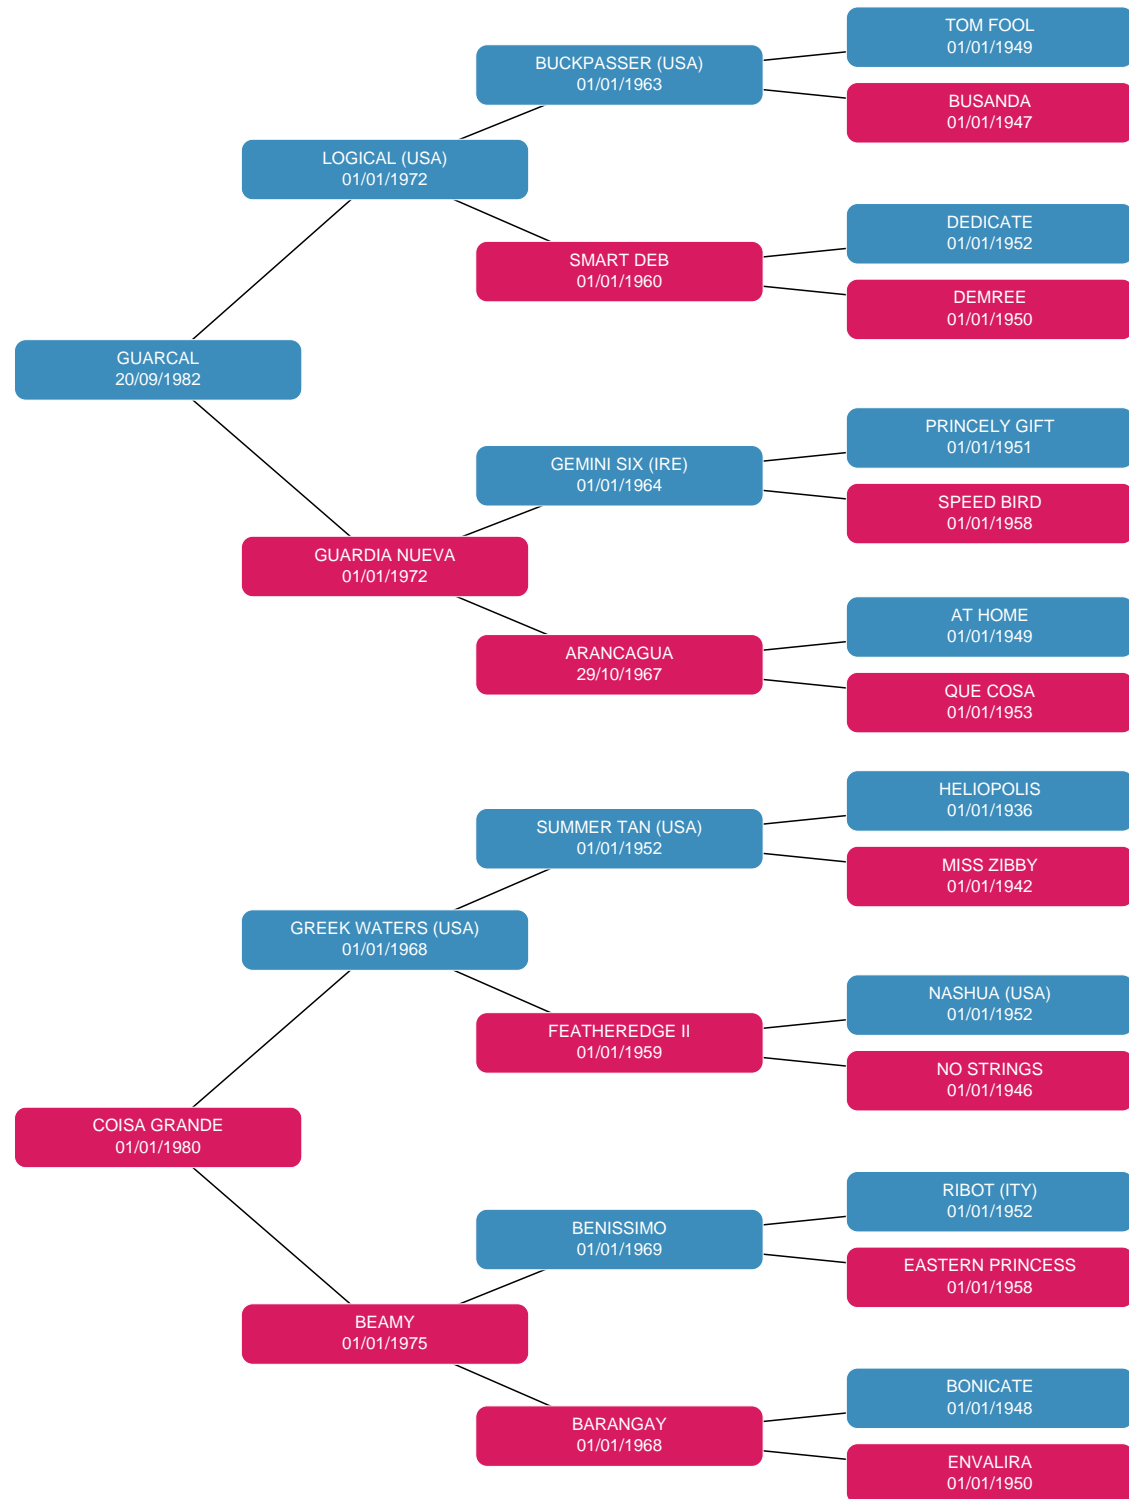 TOM FOOL
01/01/1949
BUCKPASSER (USA)
01/01/1963
BUSANDA
01/01/1947
LOGICAL (USA)
01/01/1972
DEDICATE
01/01/1952
SMART DEB
01/01/1960
DEMREE
01/01/1950
GUARCAL
20/09/1982
PRINCELY GIFT
01/01/1951
GEMINI SIX (IRE)
01/01/1964
SPEED BIRD
01/01/1958
GUARDIA NUEVA
01/01/1972
AT HOME
01/01/1949
ARANCAGUA
29/10/1967
QUE COSA
01/01/1953
HELIOPOLIS
01/01/1936
SUMMER TAN (USA)
01/01/1952
MISS ZIBBY
01/01/1942
GREEK WATERS (USA)
01/01/1968
NASHUA (USA)
01/01/1952
FEATHEREDGE II
01/01/1959
NO STRINGS
01/01/1946
COISA GRANDE
01/01/1980
RIBOT (ITY)
01/01/1952
BENISSIMO
01/01/1969
EASTERN PRINCESS
01/01/1958
BEAMY
01/01/1975
BONICATE
01/01/1948
BARANGAY
01/01/1968
ENVALIRA
01/01/1950